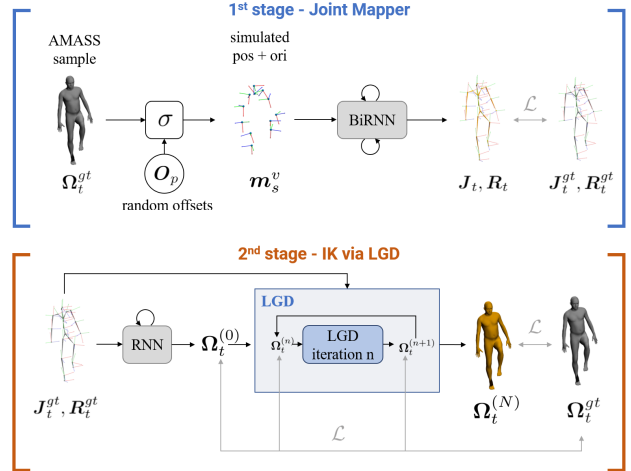 1st stage - Joint Mapper
AMASS
sample
simulated
pos + ori
σ
BiRNN
ℒ
O_p
Ω_t^{gt}
random offsets
m_s^v
J_t, R_t
J_t^{gt}, R_t^{gt}
2nd stage - IK via LGD
LGD
RNN
Ω_t^{(0)}
Ω_t^{(n)}
LGD
iteration n
Ω_t^{(n+1)}
ℒ
J_t^{gt}, R_t^{gt}
Ω_t^{(N)}
Ω_t^{gt}
ℒ